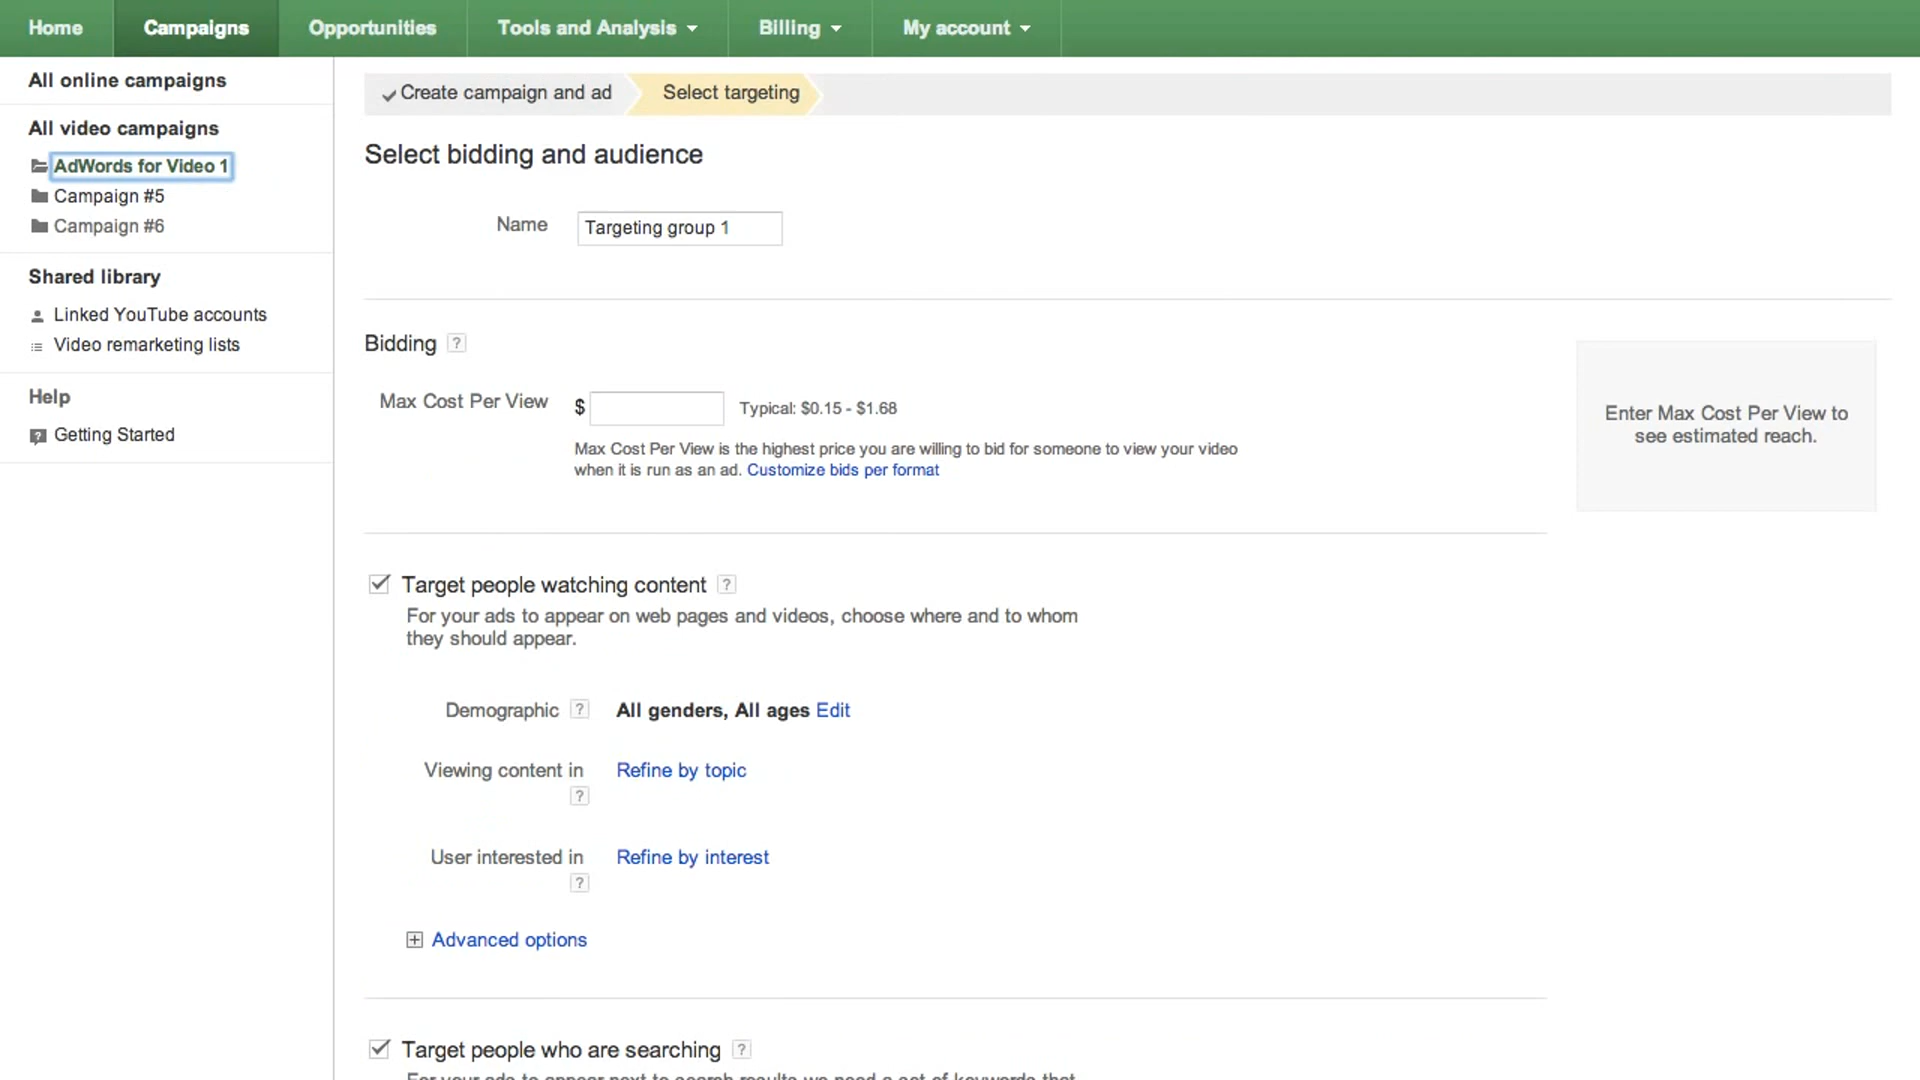 Home Campaigns Opportunities Tools and Analysis Billing My account
All online campaigns
All video campaigns
AdWords for Video 1
Campaign #5
Campaign #6
Shared library
Linked YouTube accounts
Video remarketing lists
Help
Getting Started
Create campaign and ad Select targeting
Select bidding and audience
Name Targeting group 1
Bidding ?
Max Cost Per View $ Typical: $0.15 - $1.68
Max Cost Per View is the highest price you are willing to bid for someone to view your video
when it is run as an ad. Customize bids per format
Enter Max Cost Per View to
see estimated reach.
Target people watching content ?
For your ads to appear on web pages and videos, choose where and to whom
they should appear.
Demographic ? All genders, All ages Edit
Viewing content in Refine by topic
?
User interested in Refine by interest
?
Advanced options
Target people who are searching ?
For your ads to appear next to search results we need a set of keywords that